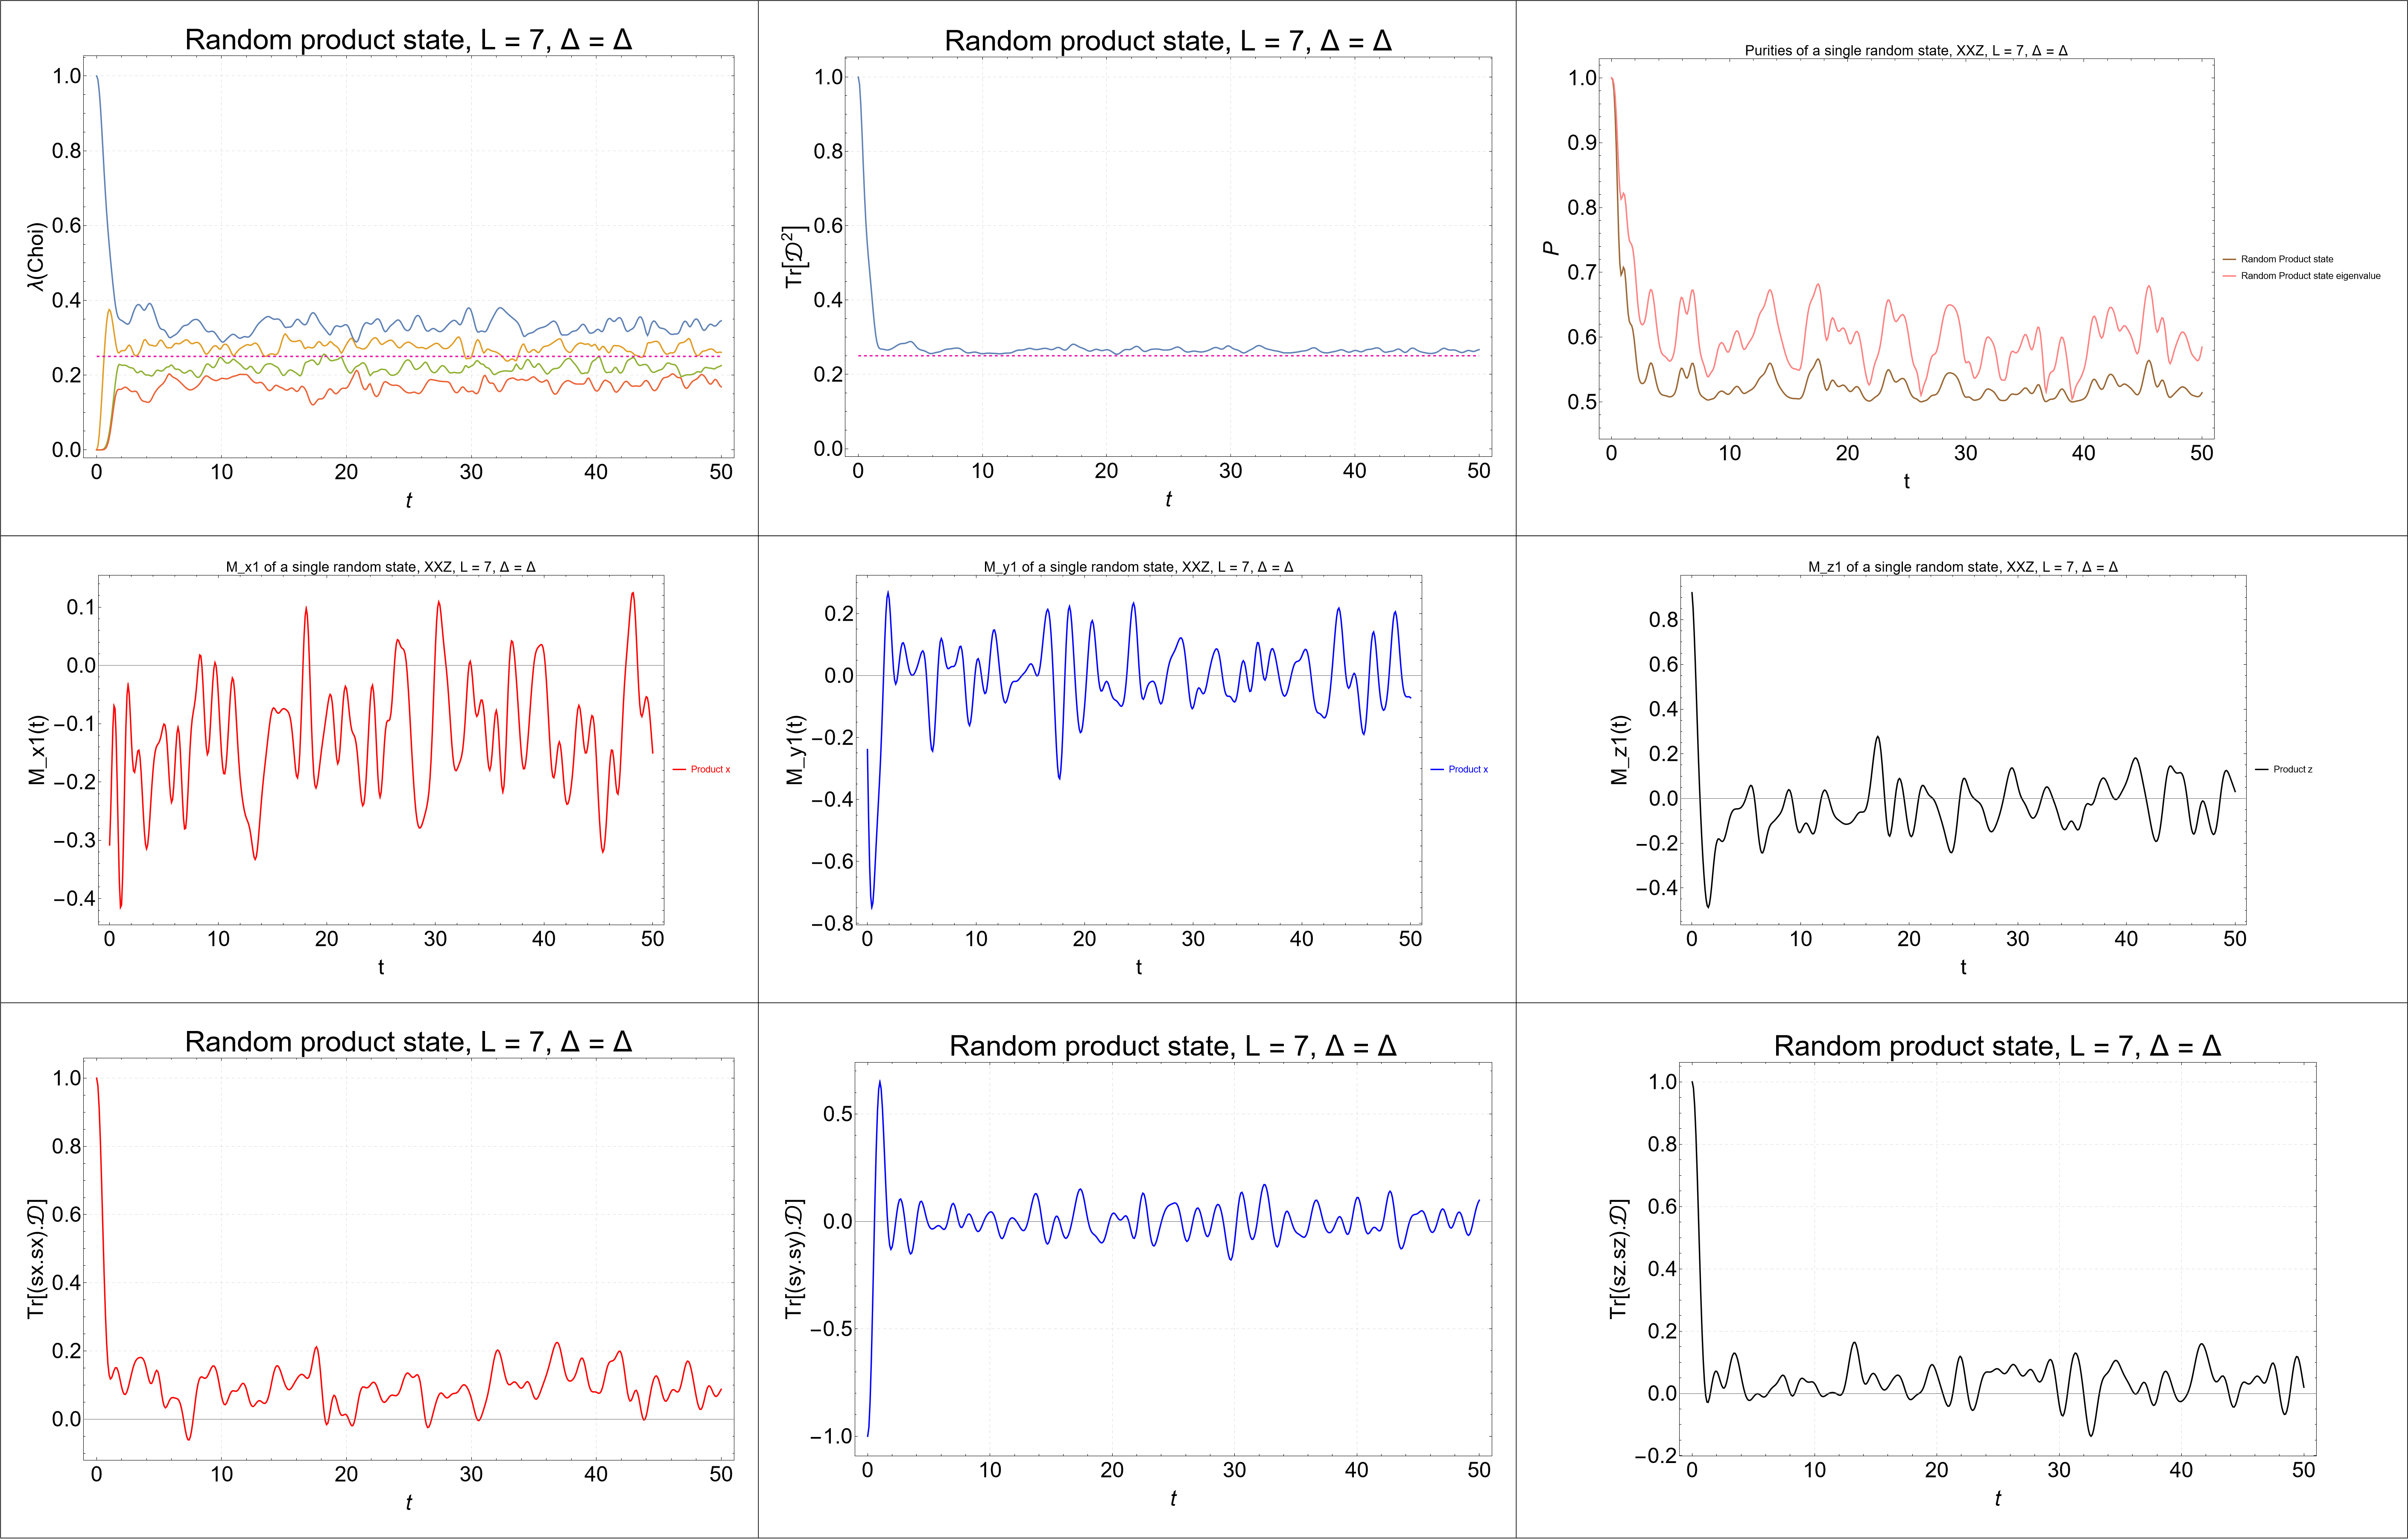 Random product state, L = 7, Δ = Δ
λ(Choi)
1.0
0.8
0.6
0.4
0.2
0.0
0 10 20 30 40 50
t
Random product state, L = 7, Δ = Δ
Tr[𝒟²]
1.0
0.8
0.6
0.4
0.2
0.0
0 10 20 30 40 50
t
Purities of a single random state, XXZ, L = 7, Δ = Δ
P
1.0
0.9
0.8
0.7
0.6
0.5
0 10 20 30 40 50
t
Random Product state
Random Product state eigenvalue
M_x1 of a single random state, XXZ, L = 7, Δ = Δ
M_x1(t)
0.1
0.0
−0.1
−0.2
−0.3
−0.4
0 10 20 30 40 50
t
Product x
M_y1 of a single random state, XXZ, L = 7, Δ = Δ
M_y1(t)
0.2
0.0
−0.2
−0.4
−0.6
−0.8
0 10 20 30 40 50
t
Product x
M_z1 of a single random state, XXZ, L = 7, Δ = Δ
M_z1(t)
0.8
0.6
0.4
0.2
0.0
−0.2
−0.4
0 10 20 30 40 50
t
Product z
Random product state, L = 7, Δ = Δ
Tr[(sx.sx).𝒟]
1.0
0.8
0.6
0.4
0.2
0.0
0 10 20 30 40 50
t
Random product state, L = 7, Δ = Δ
Tr[(sy.sy).𝒟]
0.5
0.0
−0.5
−1.0
0 10 20 30 40 50
t
Random product state, L = 7, Δ = Δ
Tr[(sz.sz).𝒟]
1.0
0.8
0.6
0.4
0.2
0.0
−0.2
0 10 20 30 40 50
t